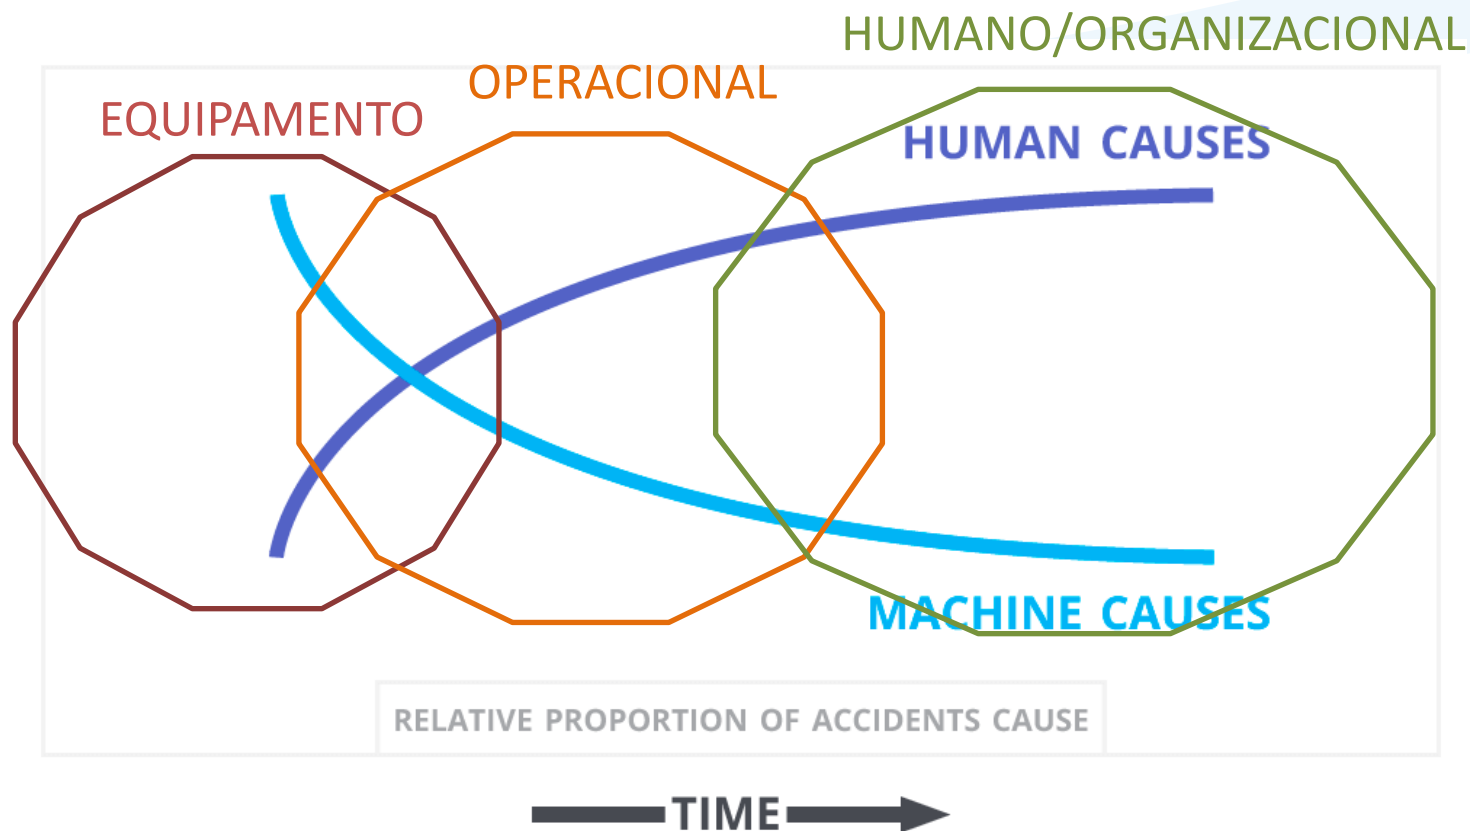 HUMANO/ORGANIZACIONAL
OPERACIONAL
EQUIPAMENTO
HUMAN CAUSES
MACHINE CAUSES
RELATIVE PROPORTION OF ACCIDENTS CAUSE
TIME